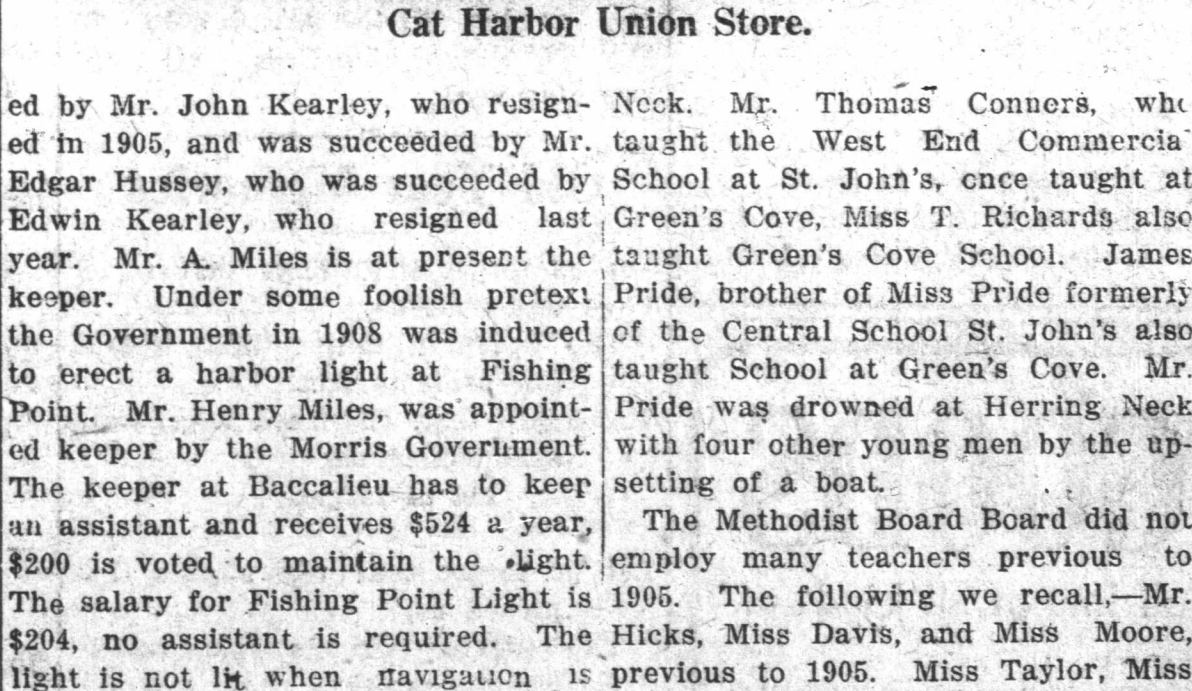 Cat Harbor Union Store.
ed by Mr. John Kearley, who resign-
ed in 1905, and was succeeded by Mr.
Edgar Hussey, who was succeeded by
Edwin Kearley, who resigned last
year. Mr. A. Miles is at present the
keeper. Under some foolish pretext
the Government in 1908 was induced
to erect a harbor light at Fishing
Point. Mr. Henry Miles, was appoint-
ed keeper by the Morris Government.
The keeper at Baccalieu has to keep
an assistant and receives $524 a year,
$200 is voted to maintain the light.
The salary for Fishing Point Light is
$204, no assistant is required. The
light is not lit when navigation is
Neck. Mr. Thomas Conners, who
taught the West End Commercia
School at St. John's, once taught at
Green's Cove, Miss T. Richards also
taught Green's Cove School. James
Pride, brother of Miss Pride formerly
of the Central School St. John's also
taught School at Green's Cove. Mr.
Pride was drowned at Herring Neck
with four other young men by the up-
setting of a boat.
The Methodist Board Board did not
employ many teachers previous to
1905. The following we recall,—Mr.
Hicks, Miss Davis, and Miss Moore,
previous to 1905. Miss Taylor, Miss